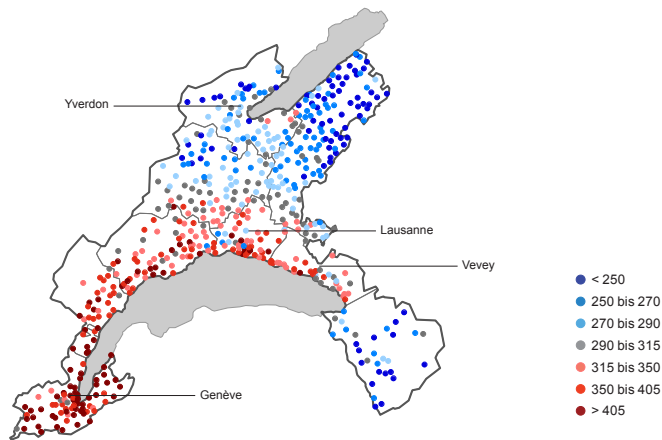 Yverdon
Lausanne
Vevey
Genève
< 250
250 bis 270
270 bis 290
290 bis 315
315 bis 350
350 bis 405
> 405